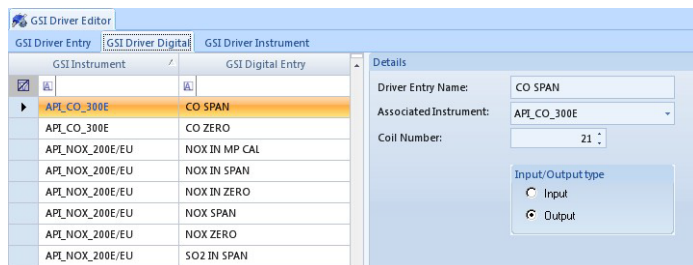 GSI Driver Editor
GSI Driver Entry GSI Driver Digital GSI Driver Instrument
GSI Instrument GSI Digital Entry
A A
API_CO_300E CO SPAN
API_CO_300E CO ZERO
API_NOX_200E/EU NOX IN MP CAL
API_NOX_200E/EU NOX IN SPAN
API_NOX_200E/EU NOX IN ZERO
API_NOX_200E/EU NOX SPAN
API_NOX_200E/EU NOX ZERO
API_NOX_200E/EU SO2 IN SPAN
Details
Driver Entry Name: CO SPAN
Associated Instrument: API_CO_300E
Coil Number: 21
Input/Output type
Input
Output